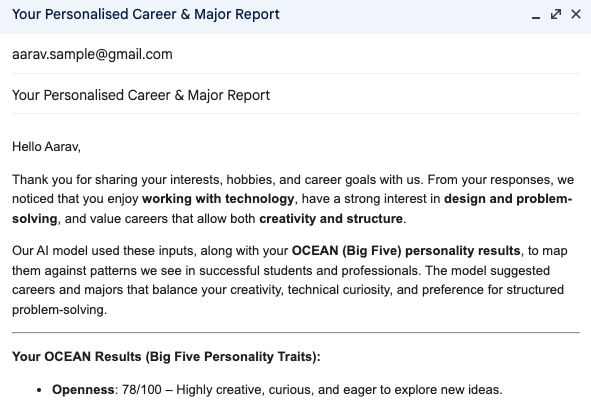 Your Personalised Career & Major Report
aarav.sample@gmail.com
Your Personalised Career & Major Report
Hello Aarav,
Thank you for sharing your interests, hobbies, and career goals with us. From your responses, we
noticed that you enjoy working with technology, have a strong interest in design and problem-
solving, and value careers that allow both creativity and structure.
Our AI model used these inputs, along with your OCEAN (Big Five) personality results, to map
them against patterns we see in successful students and professionals. The model suggested
careers and majors that balance your creativity, technical curiosity, and preference for structured
problem-solving.
Your OCEAN Results (Big Five Personality Traits):
• Openness: 78/100 – Highly creative, curious, and eager to explore new ideas.